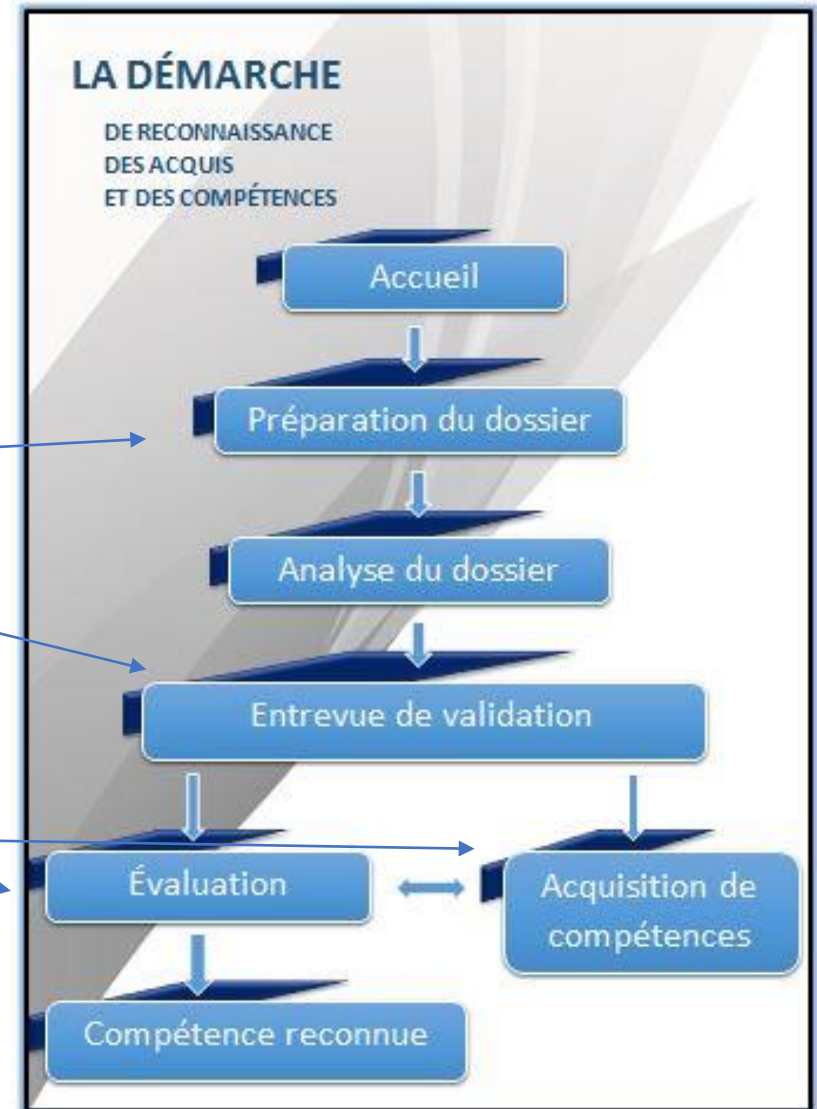 LA DÉMARCHE
DE RECONNAISSANCE
DES ACQUIS
ET DES COMPÉTENCES
Accueil
Préparation du dossier
Analyse du dossier
Entrevue de validation
Évaluation
Acquisition de
compétences
Compétence reconnue